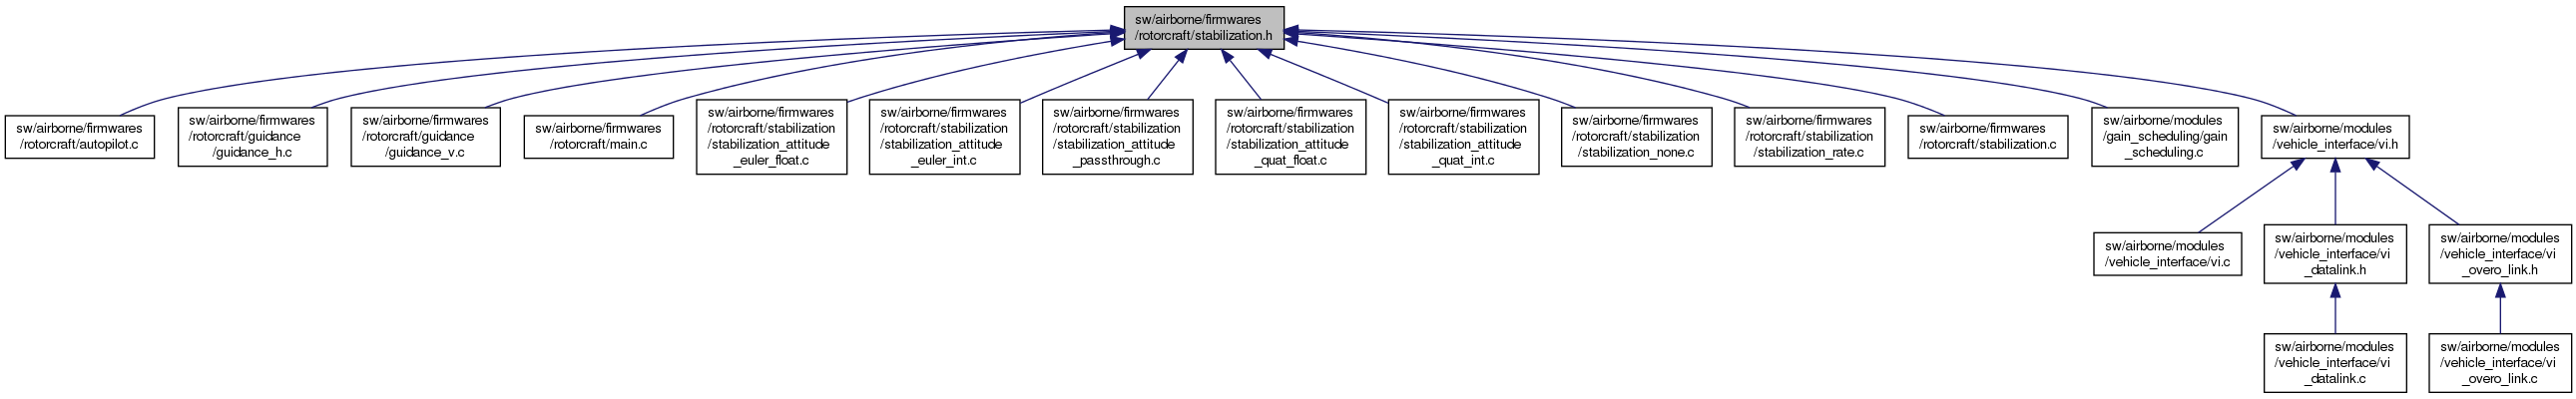 sw/airborne/firmwares
/rotorcraft/stabilization.h
sw/airborne/firmwares
/rotorcraft/autopilot.c
sw/airborne/firmwares
/rotorcraft/guidance
/guidance_h.c
sw/airborne/firmwares
/rotorcraft/guidance
/guidance_v.c
sw/airborne/firmwares
/rotorcraft/main.c
sw/airborne/firmwares
/rotorcraft/stabilization
/stabilization_attitude
_euler_float.c
sw/airborne/firmwares
/rotorcraft/stabilization
/stabilization_attitude
_euler_int.c
sw/airborne/firmwares
/rotorcraft/stabilization
/stabilization_attitude
_passthrough.c
sw/airborne/firmwares
/rotorcraft/stabilization
/stabilization_attitude
_quat_float.c
sw/airborne/firmwares
/rotorcraft/stabilization
/stabilization_attitude
_quat_int.c
sw/airborne/firmwares
/rotorcraft/stabilization
/stabilization_none.c
sw/airborne/firmwares
/rotorcraft/stabilization
/stabilization_rate.c
sw/airborne/firmwares
/rotorcraft/stabilization.c
sw/airborne/modules
/gain_scheduling/gain
_scheduling.c
sw/airborne/modules
/vehicle_interface/vi.h
sw/airborne/modules
/vehicle_interface/vi.c
sw/airborne/modules
/vehicle_interface/vi
_datalink.h
sw/airborne/modules
/vehicle_interface/vi
_overo_link.h
sw/airborne/modules
/vehicle_interface/vi
_datalink.c
sw/airborne/modules
/vehicle_interface/vi
_overo_link.c